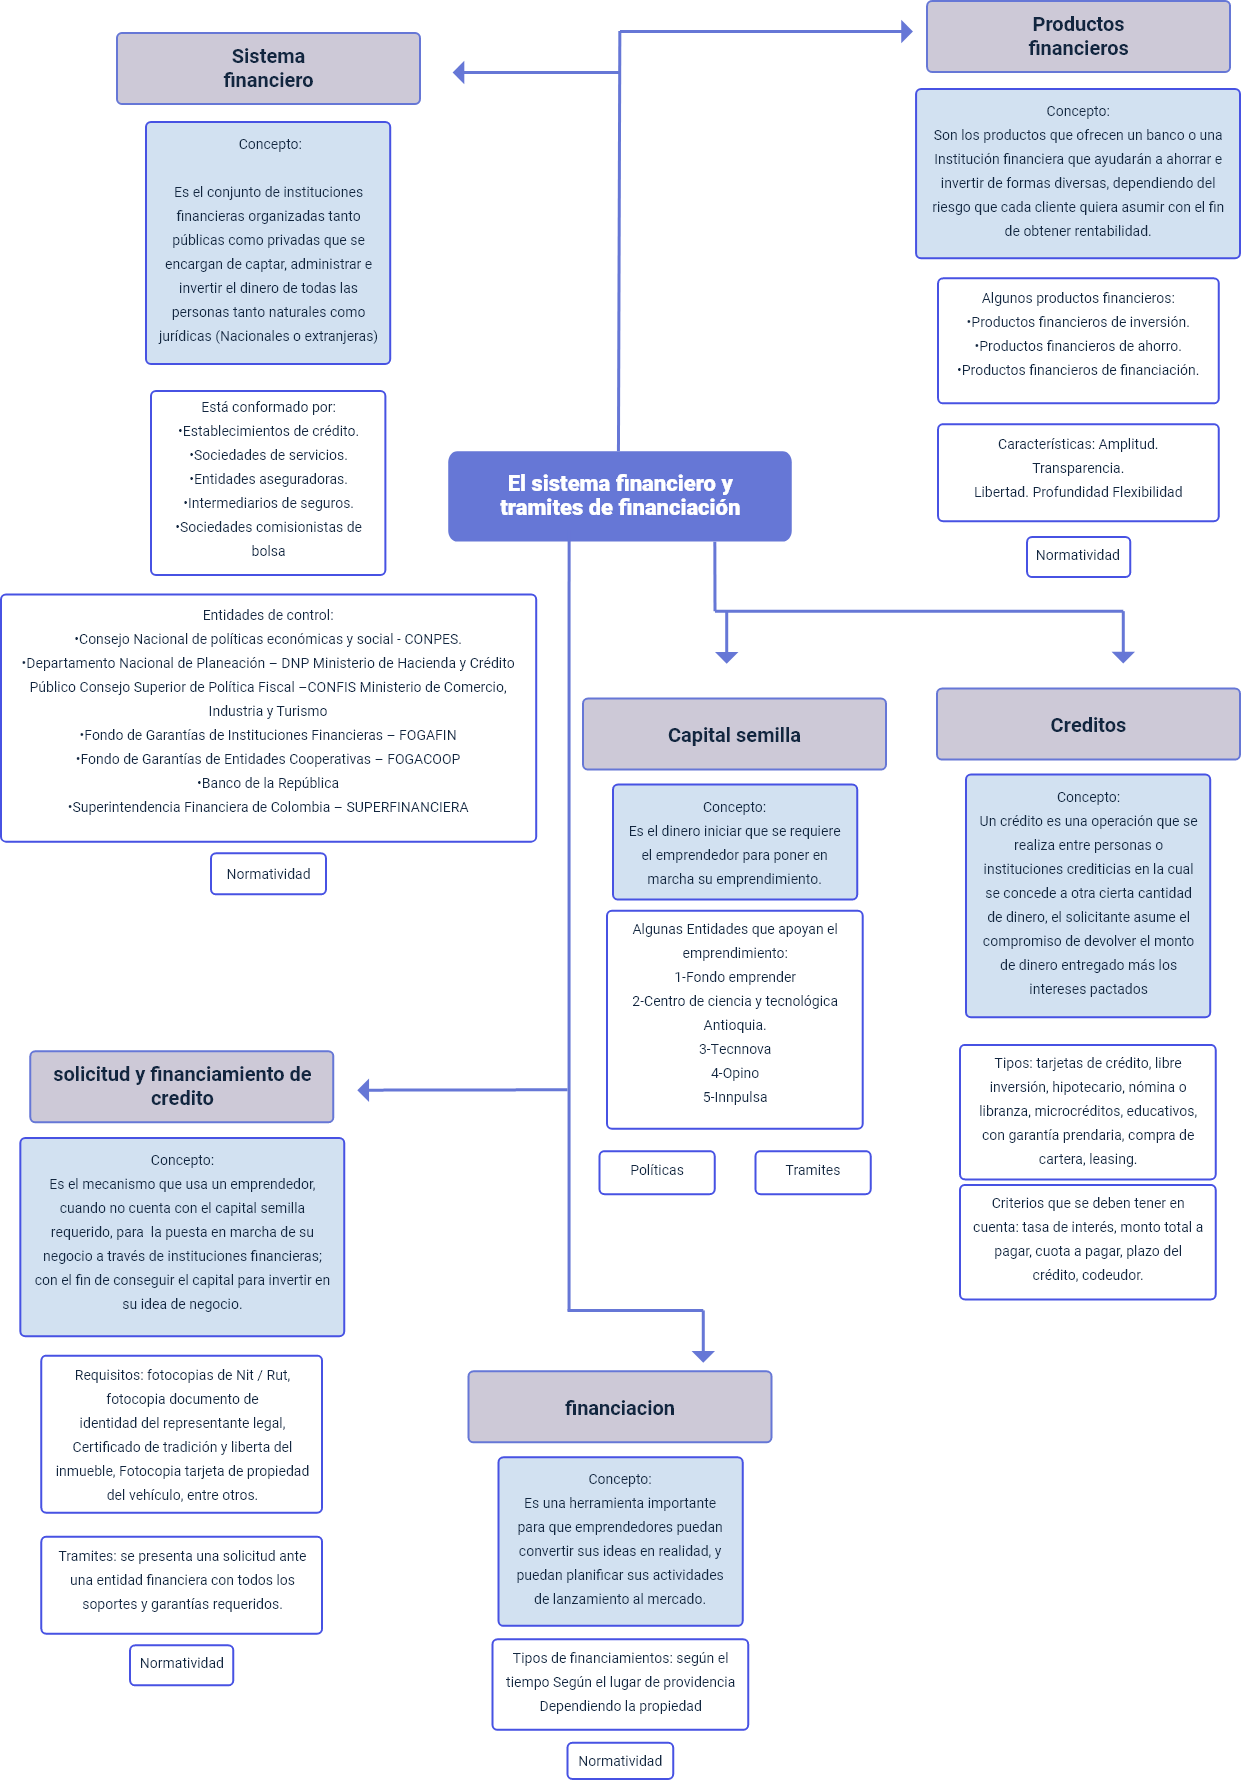 Sistema
financiero
Concepto:
Es el conjunto de instituciones
financieras organizadas tanto
públicas como privadas que se
encargan de captar, administrar e
invertir el dinero de todas las
personas tanto naturales como
jurídicas (Nacionales o extranjeras)
Está conformado por:
•Establecimientos de crédito.
•Sociedades de servicios.
•Entidades aseguradoras.
•Intermediarios de seguros.
•Sociedades comisionistas de
bolsa
Entidades de control:
•Consejo Nacional de políticas económicas y social - CONPES.
•Departamento Nacional de Planeación – DNP Ministerio de Hacienda y Crédito
Público Consejo Superior de Política Fiscal –CONFIS Ministerio de Comercio,
Industria y Turismo
•Fondo de Garantías de Instituciones Financieras – FOGAFIN
•Fondo de Garantías de Entidades Cooperativas – FOGACOOP
•Banco de la República
•Superintendencia Financiera de Colombia – SUPERFINANCIERA
Normatividad
Productos
financieros
Concepto:
Son los productos que ofrecen un banco o una
Institución financiera que ayudarán a ahorrar e
invertir de formas diversas, dependiendo del
riesgo que cada cliente quiera asumir con el fin
de obtener rentabilidad.
Algunos productos financieros:
•Productos financieros de inversión.
•Productos financieros de ahorro.
•Productos financieros de financiación.
Características: Amplitud.
Transparencia.
Libertad. Profundidad Flexibilidad
Normatividad
El sistema financiero y
tramites de financiación
Capital semilla
Concepto:
Es el dinero iniciar que se requiere
el emprendedor para poner en
marcha su emprendimiento.
Algunas Entidades que apoyan el
emprendimiento:
1-Fondo emprender
2-Centro de ciencia y tecnológica
Antioquia.
3-Tecnnova
4-Opino
5-Innpulsa
Políticas
Tramites
Creditos
Concepto:
Un crédito es una operación que se
realiza entre personas o
instituciones crediticias en la cual
se concede a otra cierta cantidad
de dinero, el solicitante asume el
compromiso de devolver el monto
de dinero entregado más los
intereses pactados
Tipos: tarjetas de crédito, libre
inversión, hipotecario, nómina o
libranza, microcréditos, educativos,
con garantía prendaria, compra de
cartera, leasing.
Criterios que se deben tener en
cuenta: tasa de interés, monto total a
pagar, cuota a pagar, plazo del
crédito, codeudor.
solicitud y financiamiento de
credito
Concepto:
Es el mecanismo que usa un emprendedor,
cuando no cuenta con el capital semilla
requerido, para  la puesta en marcha de su
negocio a través de instituciones financieras;
con el fin de conseguir el capital para invertir en
su idea de negocio.
Requisitos: fotocopias de Nit / Rut,
fotocopia documento de
identidad del representante legal,
Certificado de tradición y liberta del
inmueble, Fotocopia tarjeta de propiedad
del vehículo, entre otros.
Tramites: se presenta una solicitud ante
una entidad financiera con todos los
soportes y garantías requeridos.
Normatividad
financiacion
Concepto:
Es una herramienta importante
para que emprendedores puedan
convertir sus ideas en realidad, y
puedan planificar sus actividades
de lanzamiento al mercado.
Tipos de financiamientos: según el
tiempo Según el lugar de providencia
Dependiendo la propiedad
Normatividad